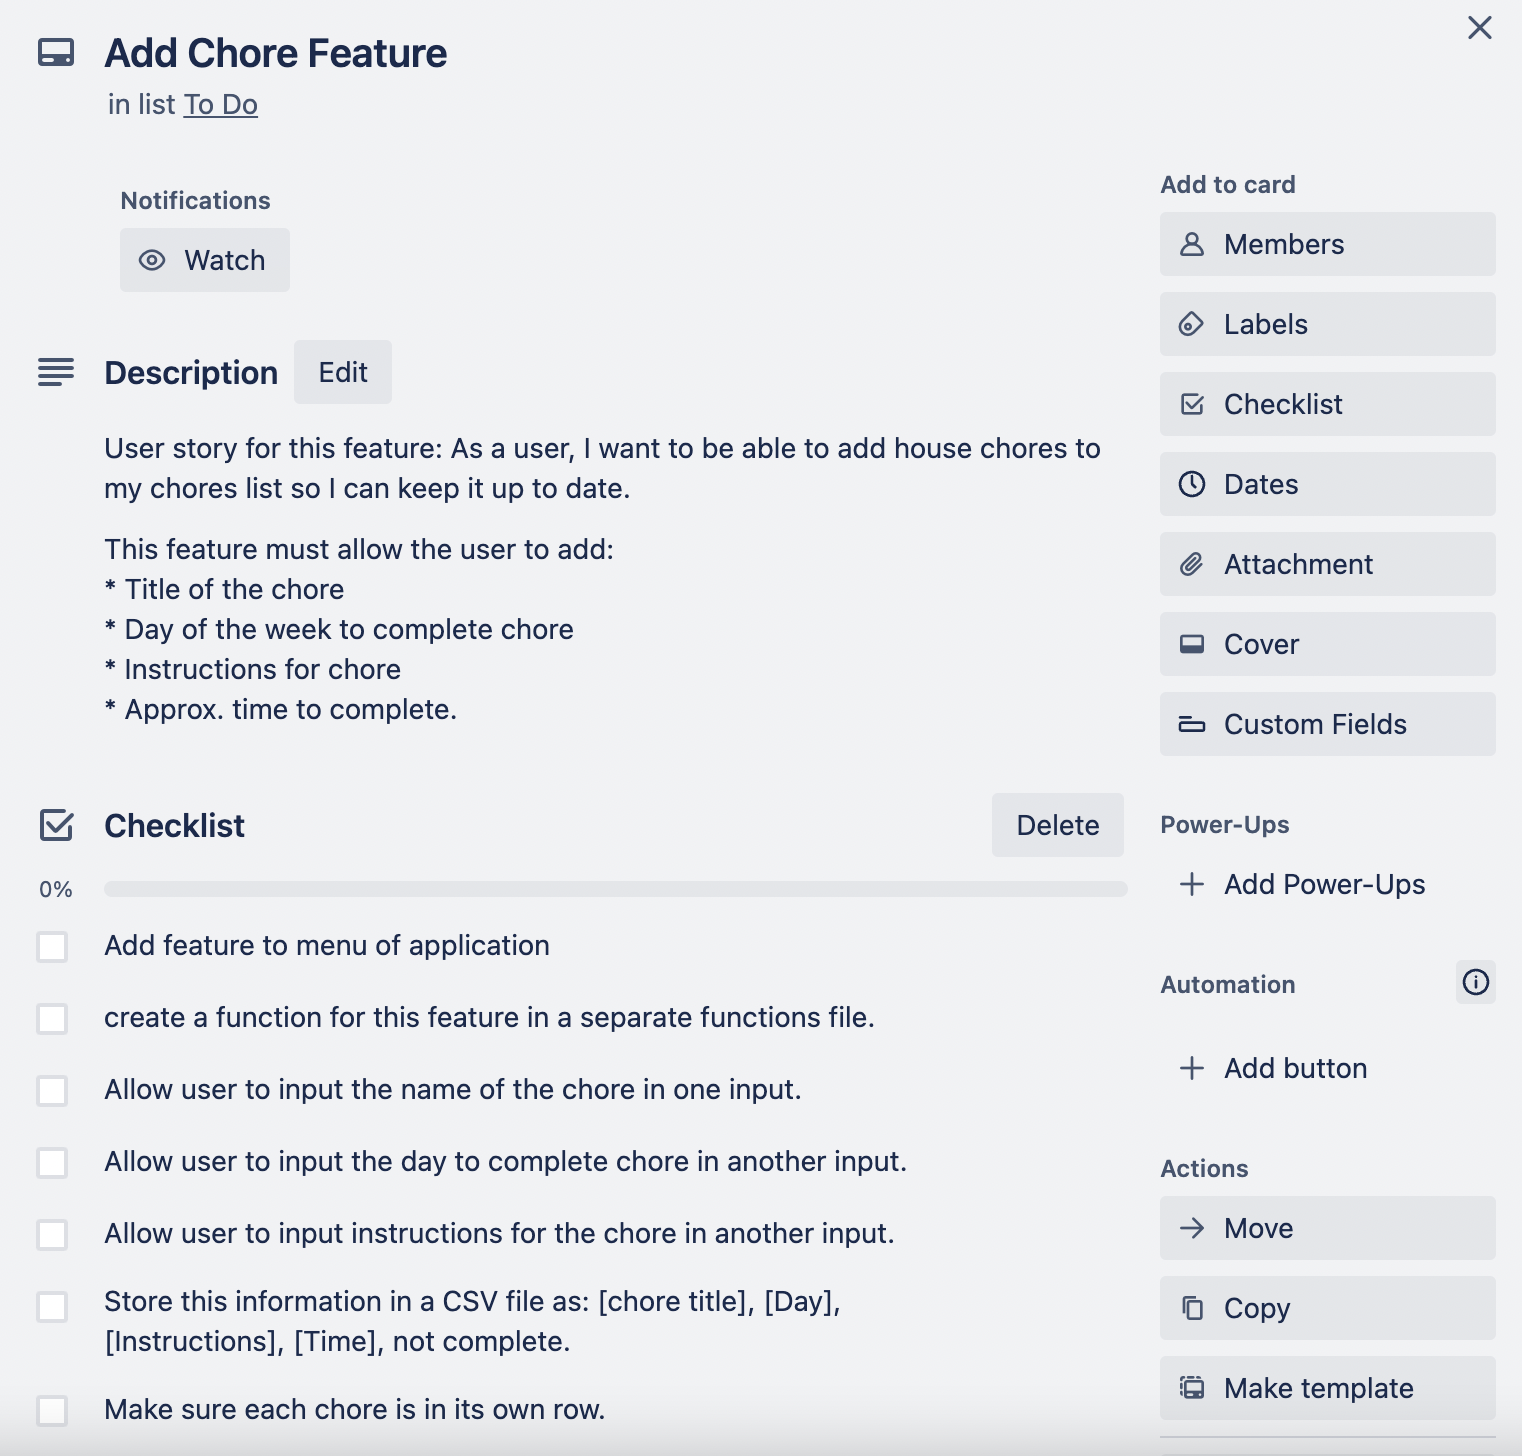 Add Chore Feature
in list To Do
Notifications
Watch
Description
Edit
User story for this feature: As a user, I want to be able to add house chores to
my chores list so I can keep it up to date.
This feature must allow the user to add:
* Title of the chore
* Day of the week to complete chore
* Instructions for chore
* Approx. time to complete.
Checklist
Delete
0%
Add feature to menu of application
create a function for this feature in a separate functions file.
Allow user to input the name of the chore in one input.
Allow user to input the day to complete chore in another input.
Allow user to input instructions for the chore in another input.
Store this information in a CSV file as: [chore title], [Day],
[Instructions], [Time], not complete.
Make sure each chore is in its own row.
Add to card
Members
Labels
Checklist
Dates
Attachment
Cover
Custom Fields
Power-Ups
Add Power-Ups
Automation
Add button
Actions
Move
Copy
Make template